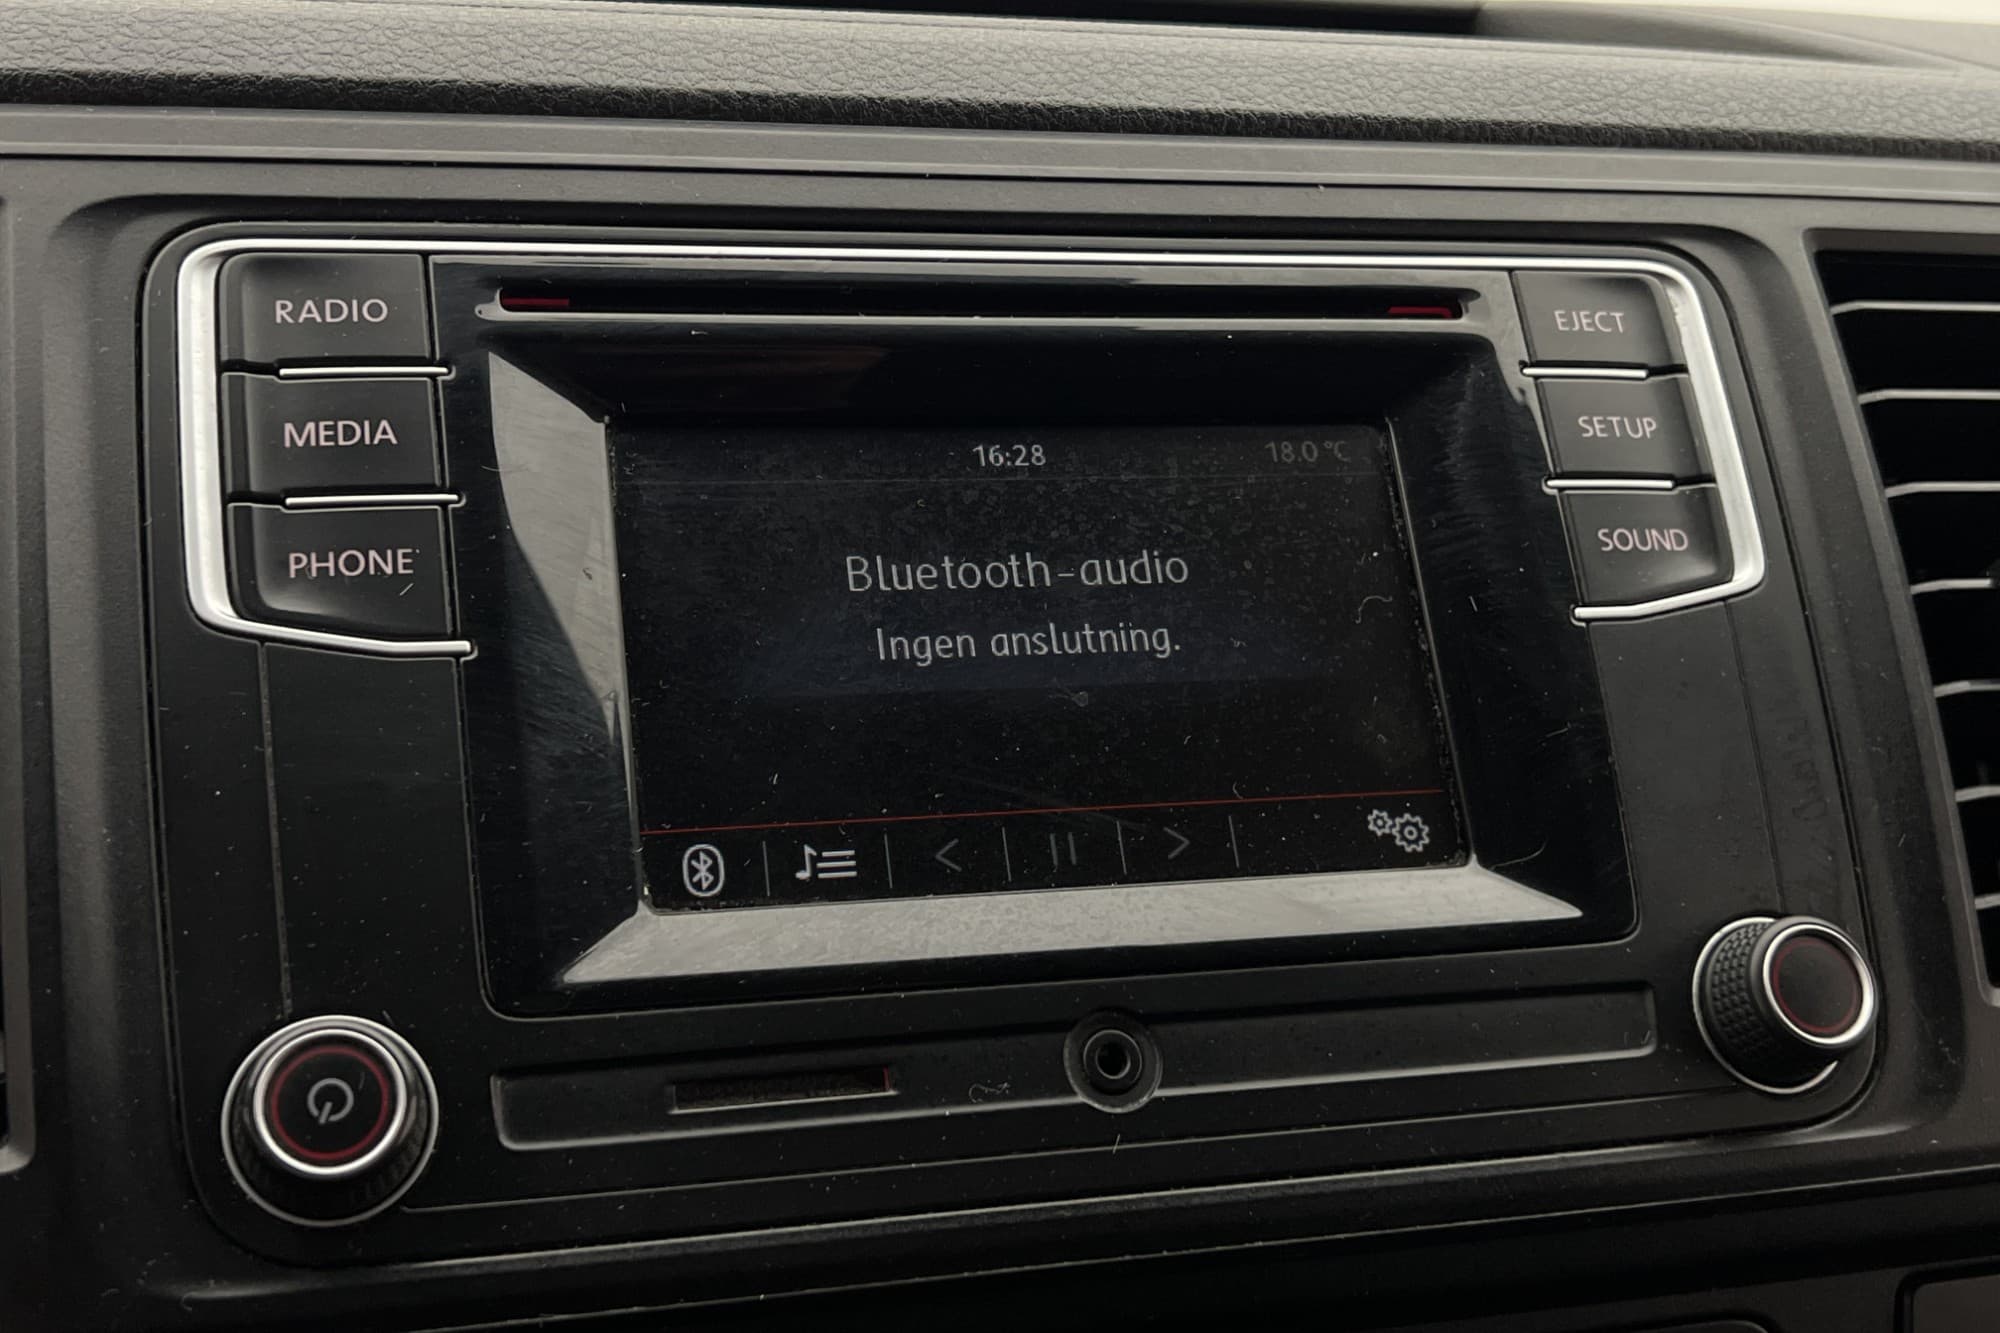 RADIO
MEDIA
PHONE
EJECT
SETUP
SOUND
16:28 18.0 °C
Bluetooth-audio
Ingen anslutning.